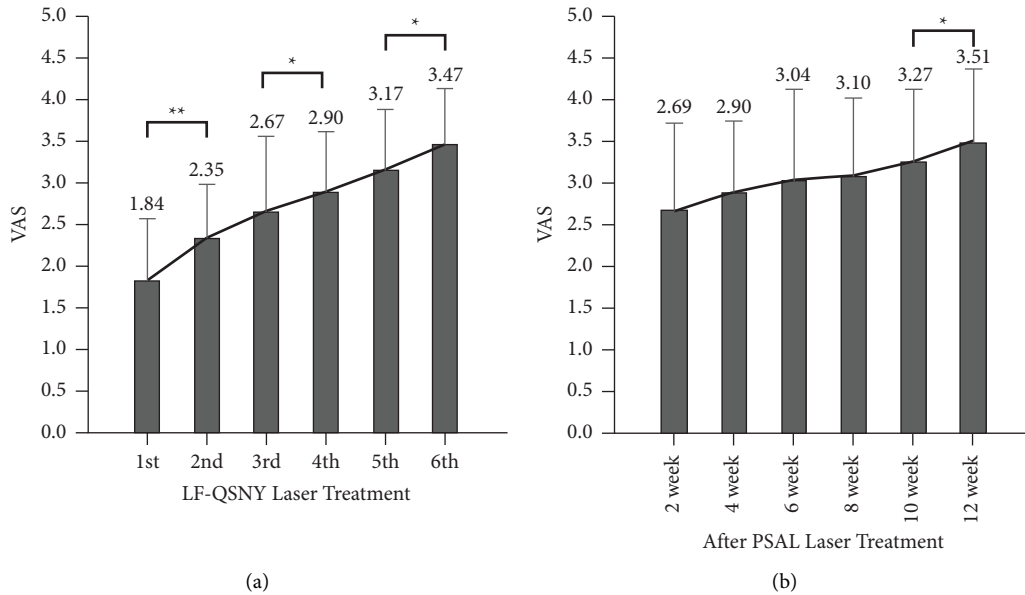 5.0
4.5
4.0
3.5
3.0
2.5
2.0
1.5
1.0
0.5
0.0
VAS
1.84
2.35
2.67
2.90
3.17
3.47
**
*
*
1st 2nd 3rd 4th 5th 6th
LF-QSNY Laser Treatment
(a)
5.0
4.5
4.0
3.5
3.0
2.5
2.0
1.5
1.0
0.5
0.0
VAS
2.69
2.90
3.04
3.10
3.27
3.51
*
2 week
4 week
6 week
8 week
10 week
12 week
After PSAL Laser Treatment
(b)